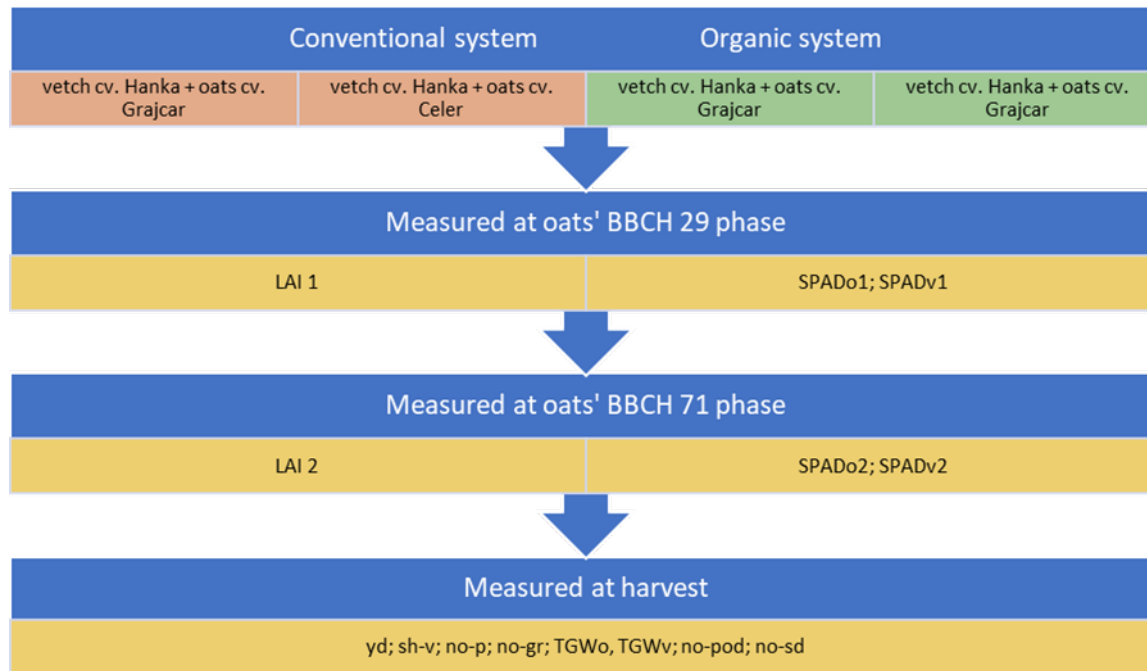 Conventional system Organic system
vetch cv. Hanka + oats cv.
Grajcar
vetch cv. Hanka + oats cv.
Celer
vetch cv. Hanka + oats cv.
Grajcar
vetch cv. Hanka + oats cv.
Grajcar
Measured at oats' BBCH 29 phase
LAI 1
SPADo1; SPADv1
Measured at oats' BBCH 71 phase
LAI 2
SPADo2; SPADv2
Measured at harvest
yd; sh-v; no-p; no-gr; TGWo, TGWv; no-pod; no-sd